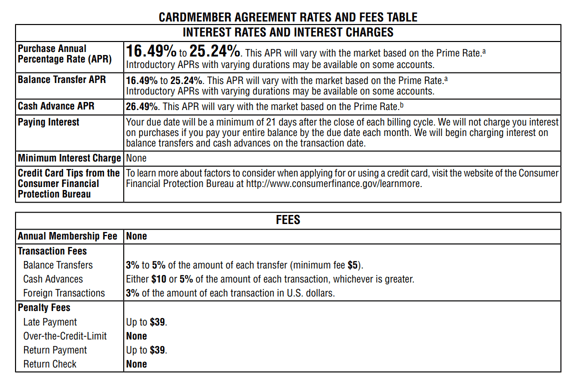 CARDMEMBER AGREEMENT RATES AND FEES TABLE
INTEREST RATES AND INTEREST CHARGES
Purchase Annual Percentage Rate (APR)
16.49% to 25.24%. This APR will vary with the market based on the Prime Rate.a
Introductory APRs with varying durations may be available on some accounts.
Balance Transfer APR
16.49% to 25.24%. This APR will vary with the market based on the Prime Rate.a
Introductory APRs with varying durations may be available on some accounts.
Cash Advance APR
26.49%. This APR will vary with the market based on the Prime Rate.b
Paying Interest
Your due date will be a minimum of 21 days after the close of each billing cycle. We will not charge you interest
on purchases if you pay your entire balance by the due date each month. We will begin charging interest on
balance transfers and cash advances on the transaction date.
Minimum Interest Charge
None
Credit Card Tips from the
Consumer Financial
Protection Bureau
To learn more about factors to consider when applying for or using a credit card, visit the website of the Consumer
Financial Protection Bureau at http://www.consumerfinance.gov/learnmore.
FEES
Annual Membership Fee
None
Transaction Fees
Balance Transfers
3% to 5% of the amount of each transfer (minimum fee $5).
Cash Advances
Either $10 or 5% of the amount of each transaction, whichever is greater.
Foreign Transactions
3% of the amount of each transaction in U.S. dollars.
Penalty Fees
Late Payment
Up to $39.
Over-the-Credit-Limit
None
Return Payment
Up to $39.
Return Check
None